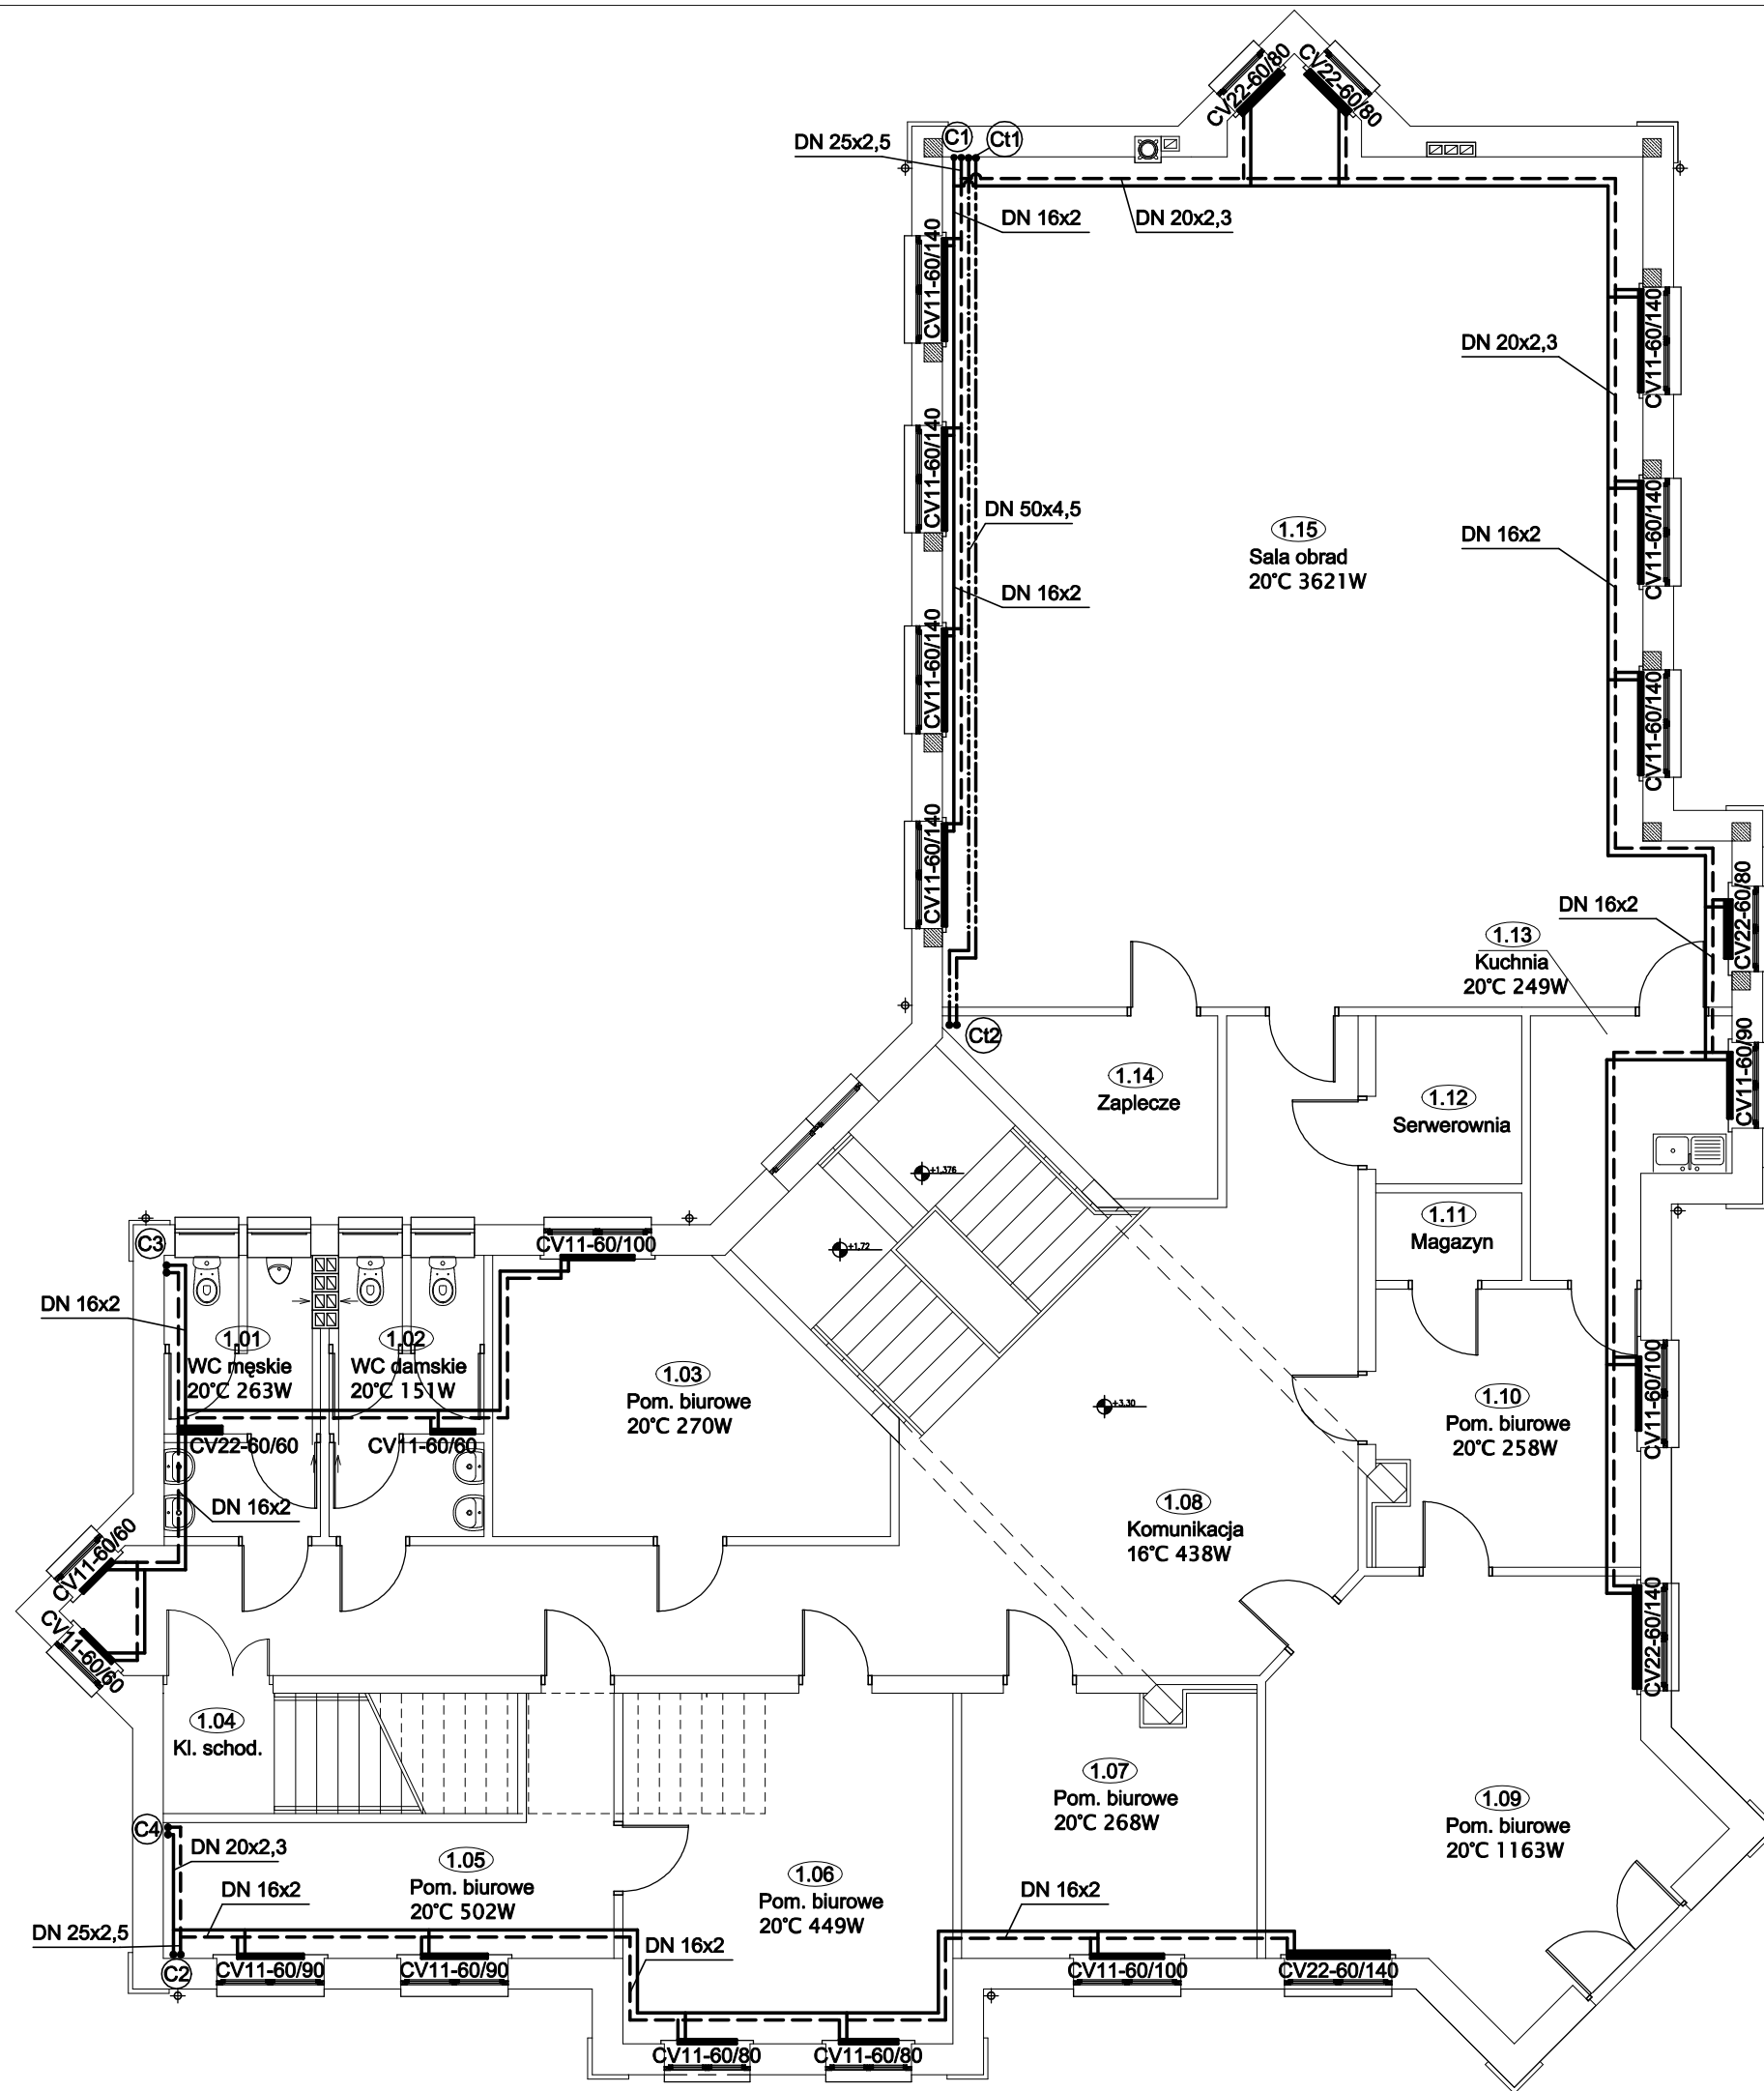 CV22-60/80
CV22-60/80
C1
Ct1
DN 25x2,5
DN 16x2
DN 20x2,3
CV11-60/140
CV11-60/140
DN 20x2,3
CV11-60/140
CV11-60/140
DN 50x4,5
DN 16x2
1.15
Sala obrad
20°C 3621W
DN 16x2
CV11-60/140
CV11-60/140
CV11-60/140
CV22-60/80
DN 16x2
1.13
Kuchnia
20°C 249W
Ct2
CV11-60/90
1.14
Zaplecze
1.12
Serwerownia
+1,376
1.11
Magazyn
+1,72
C3
CV11-60/100
DN 16x2
1.01
WC męskie
20°C 263W
1.02
WC damskie
20°C 151W
1.03
Pom. biurowe
20°C 270W
+3,30
1.10
Pom. biurowe
20°C 258W
CV11-60/100
CV22-60/60
CV11-60/60
DN 16x2
1.08
Komunikacja
16°C 438W
CV11-60/60
CV11-60/60
CV22-60/140
1.04
Kl. schod.
1.07
Pom. biurowe
20°C 268W
1.09
Pom. biurowe
20°C 1163W
C4
DN 20x2,3
1.05
Pom. biurowe
20°C 502W
1.06
Pom. biurowe
20°C 449W
DN 16x2
DN 16x2
DN 25x2,5
DN 16x2
C2
CV11-60/90
CV11-60/90
CV11-60/100
CV22-60/140
CV11-60/80
CV11-60/80